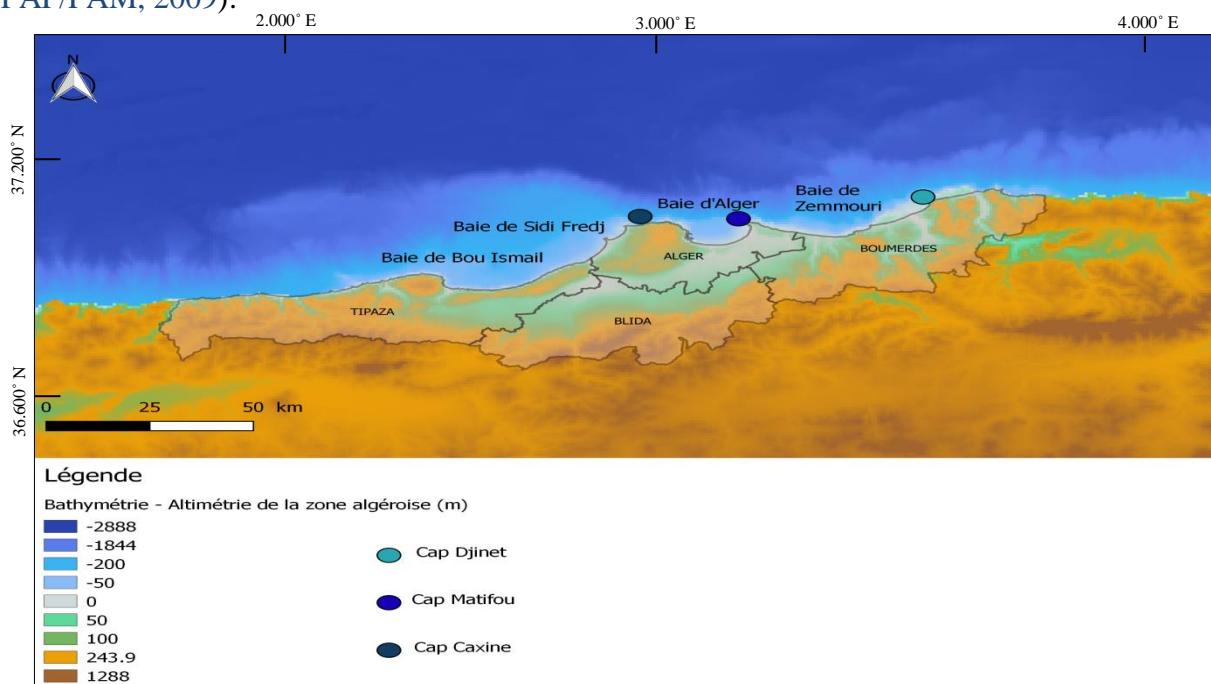 PAP/PAM, 2009).
2.000° E 3.000° E 4.000° E
N
37.200° N
Baie de
Zemmouri
Baie d'Alger
Baie de Sidi Fredj
Baie de Bou Ismail
ALGER
BOUMERDES
TIPAZA
BLIDA
36.600° N
0 25 50 km
Légende
Bathymétrie - Altimétrie de la zone algéroise (m)
-2888
-1844
-200
-50
0
50
100
243.9
1288
Cap Djinet
Cap Matifou
Cap Caxine